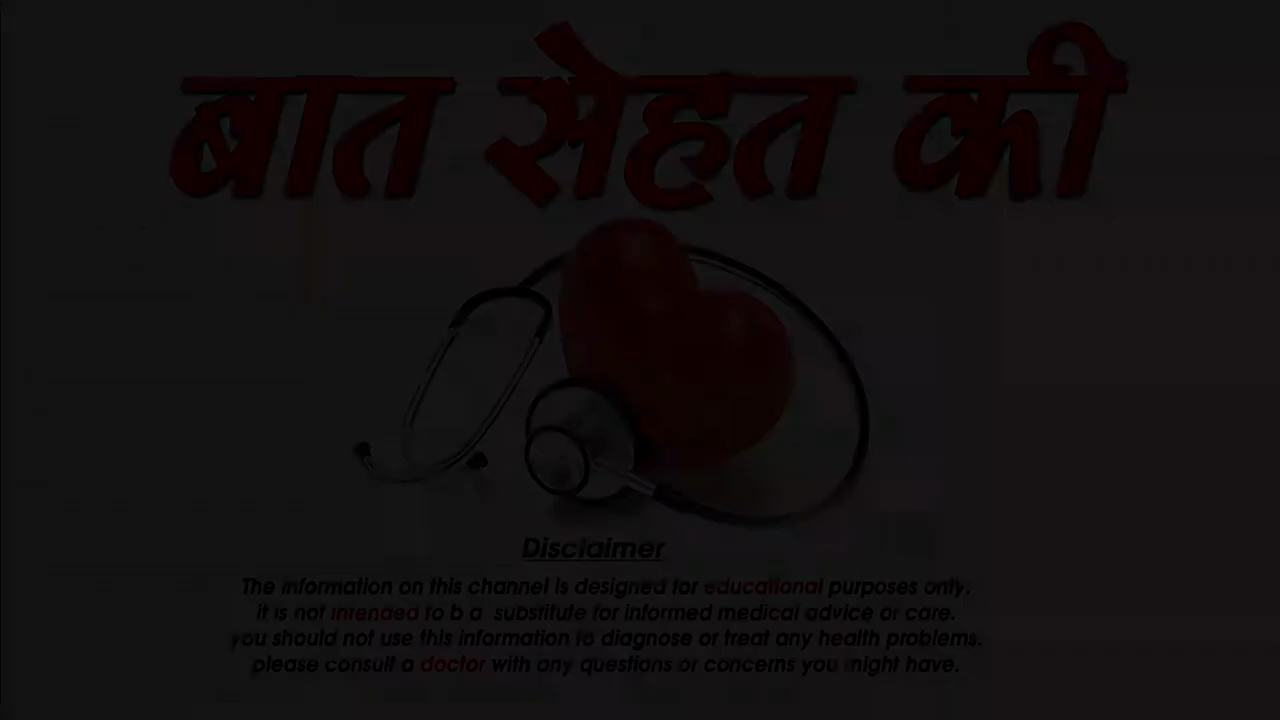 बात सेहत की
Disclaimer
The information on this channel is designed for educational purposes only.
it is not intended to b a substitute for informed medical advice or care.
you should not use this information to diagnose or treat any health problems.
please consult a doctor with any questions or concerns you might have.